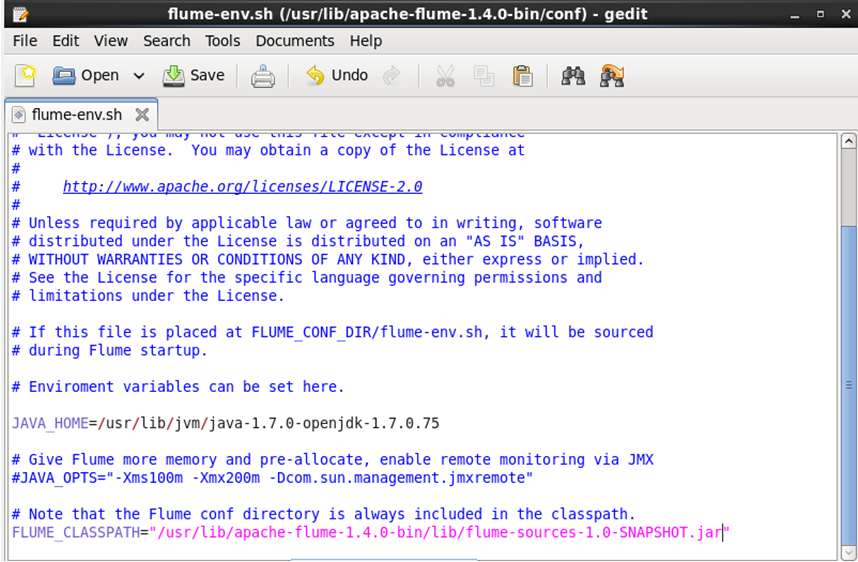 flume-env.sh (/usr/lib/apache-flume-1.4.0-bin/conf) - gedit
File Edit View Search Tools Documents Help
Open Save Undo
flume-env.sh
# "License"), you may not use this file except in compliance
# with the License.  You may obtain a copy of the License at
#
#     http://www.apache.org/licenses/LICENSE-2.0
#
# Unless required by applicable law or agreed to in writing, software
# distributed under the License is distributed on an "AS IS" BASIS,
# WITHOUT WARRANTIES OR CONDITIONS OF ANY KIND, either express or implied.
# See the License for the specific language governing permissions and
# limitations under the License.
# If this file is placed at FLUME_CONF_DIR/flume-env.sh, it will be sourced
# during Flume startup.
# Enviroment variables can be set here.
JAVA_HOME=/usr/lib/jvm/java-1.7.0-openjdk-1.7.0.75
# Give Flume more memory and pre-allocate, enable remote monitoring via JMX
#JAVA_OPTS="-Xms100m -Xmx200m -Dcom.sun.management.jmxremote"
# Note that the Flume conf directory is always included in the classpath.
FLUME_CLASSPATH="/usr/lib/apache-flume-1.4.0-bin/lib/flume-sources-1.0-SNAPSHOT.jar"